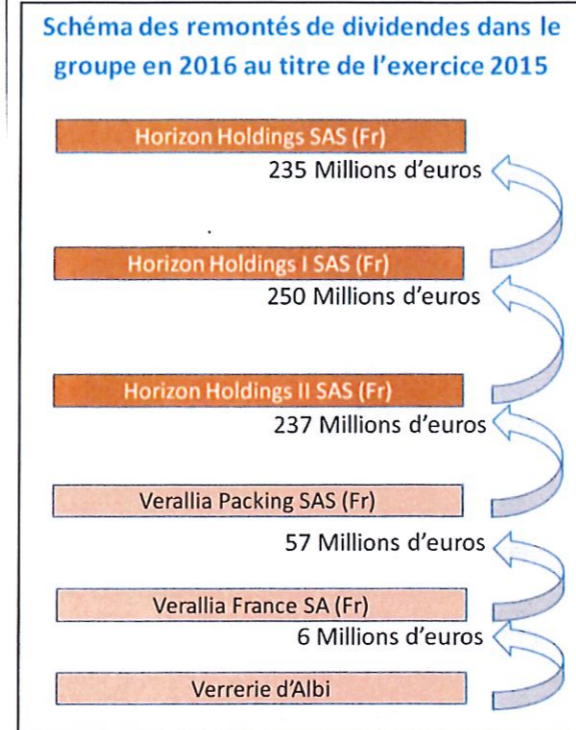 Schéma des remontés de dividendes dans le
groupe en 2016 au titre de l'exercice 2015
Horizon Holdings SAS (Fr)
235 Millions d'euros
Horizon Holdings I SAS (Fr)
250 Millions d'euros
Horizon Holdings II SAS (Fr)
237 Millions d'euros
Verallia Packing SAS (Fr)
57 Millions d'euros
Verallia France SA (Fr)
6 Millions d'euros
Verrerie d'Albi